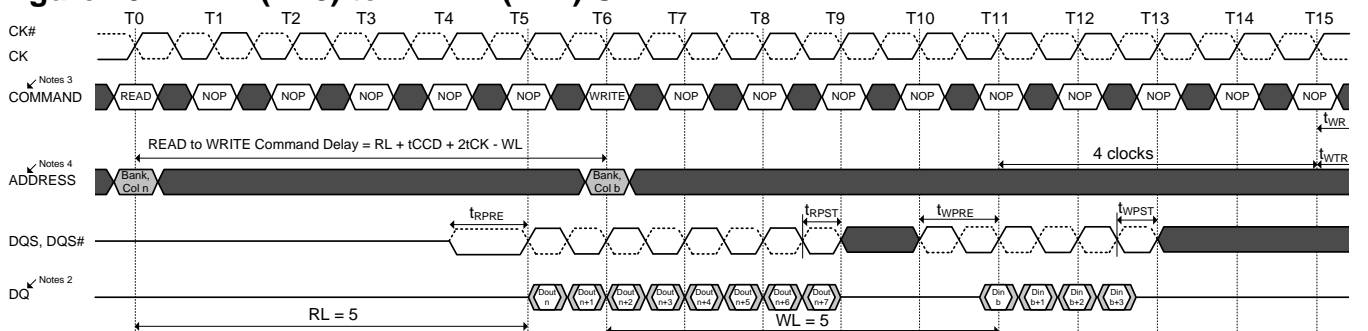 T0 T1 T2 T3 T4 T5 T6 T7 T8 T9 T10 T11 T12 T13 T14 T15
CK#
CK
Notes 3
COMMAND READ NOP NOP NOP NOP NOP WRITE NOP NOP NOP NOP NOP NOP NOP NOP NOP
tWR
READ to WRITE Command Delay = RL + tCCD + 2tCK - WL
4 clocks
tWTR
Notes 4
ADDRESS
Bank, Col n
Bank, Col b
tRPRE tRPST tWPRE tWPST
DQS, DQS#
Notes 2
DQ
Dout n
Dout n+1
Dout n+2
Dout n+3
Dout n+4
Dout n+5
Dout n+6
Dout n+7
Din b
Din b+1
Din b+2
Din b+3
RL = 5
WL = 5